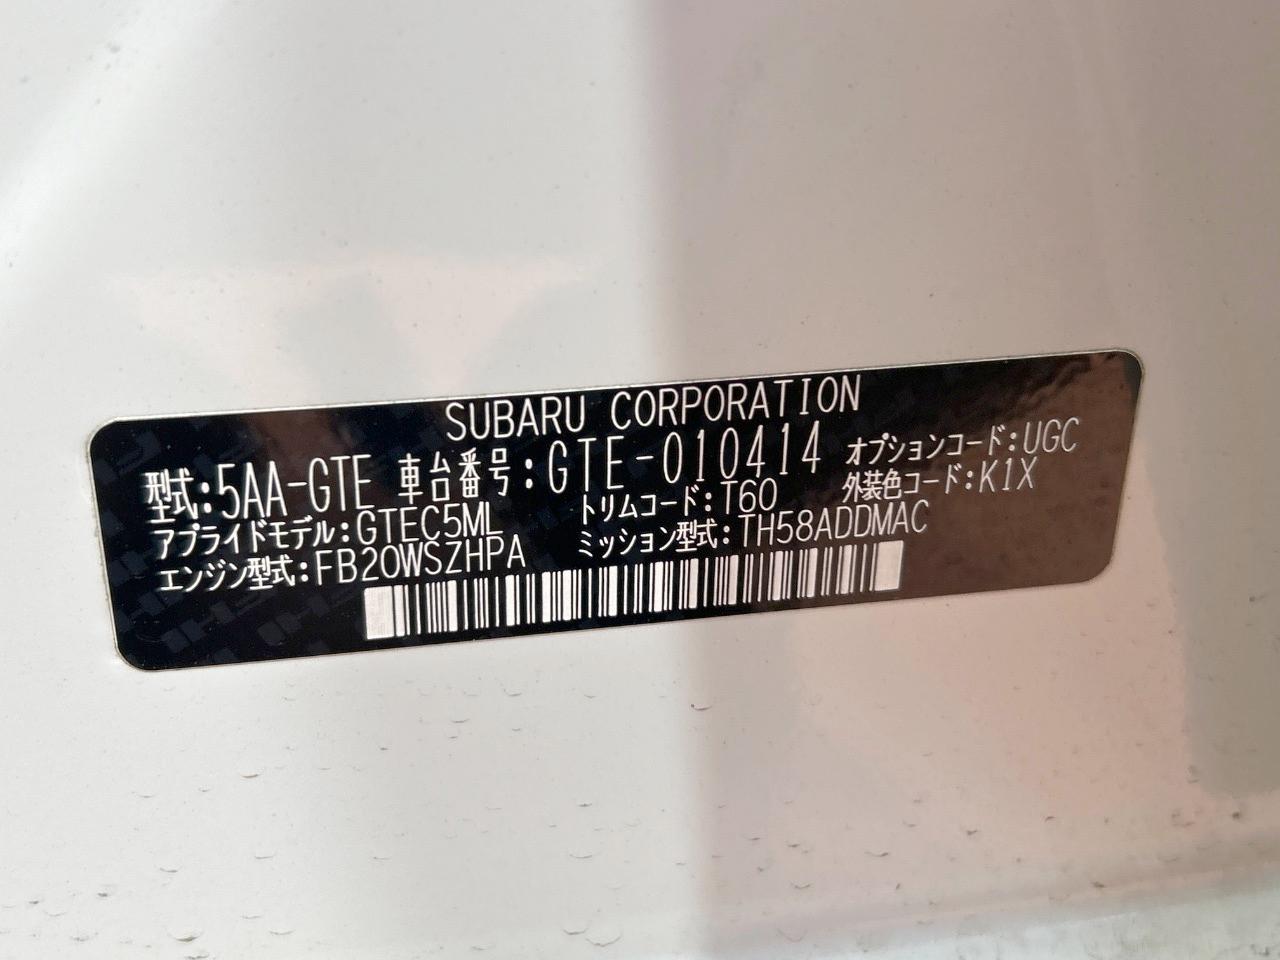 SUBARU CORPORATION
型式:5AA-GTE 車台番号:GTE-010414 オプションコード:UGC
アプライドモデル:GTEC5ML トリムコード:T60 外装色コード:K1X
エンジン型式:FB20WSZHPA ミッション型式:TH58ADDMAC